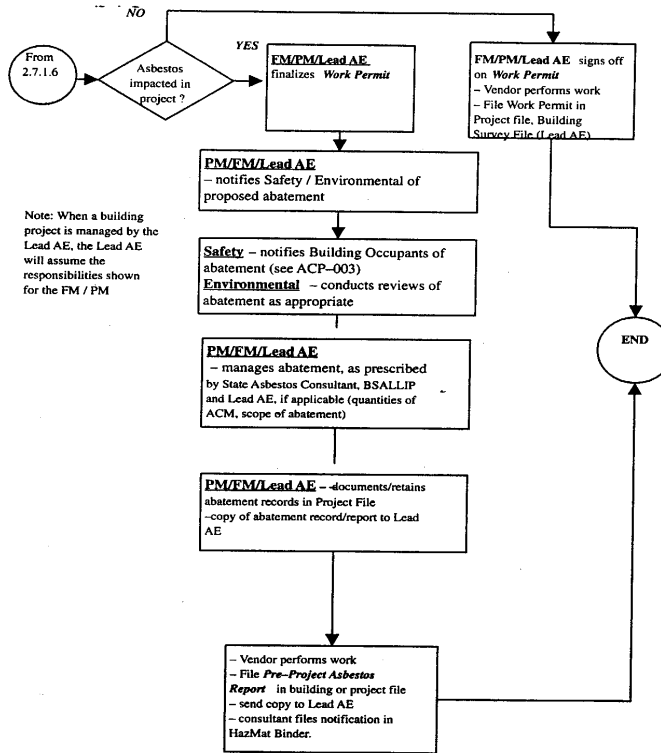 NO
From
2.7.1.6
Asbestos
impacted in
project ?
YES
FM/PM/Lead AE
finalizes Work Permit
FM/PM/Lead AE signs off
on Work Permit
– Vendor performs work
– File Work Permit in
Project file, Building
Survey File (Lead AE)
PM/FM/Lead AE
– notifies Safety / Environmental of
proposed abatement
Note: When a building
project is managed by the
Lead AE, the Lead AE
will assume the
responsibilities shown
for the FM / PM
Safety – notifies Building Occupants of
abatement (see ACP–003)
Environmental – conducts reviews of
abatement as appropriate
END
PM/FM/Lead AE
– manages abatement, as prescribed
by State Asbestos Consultant, BSALLIP
and Lead AE, if applicable (quantities of
ACM, scope of abatement)
PM/FM/Lead AE – –documents/retains
abatement records in Project File
–copy of abatement record/report to Lead
AE
– Vendor performs work
– File Pre–Project Asbestos
Report in building or project file
– send copy to Lead AE
– consultant files notification in
HazMat Binder.